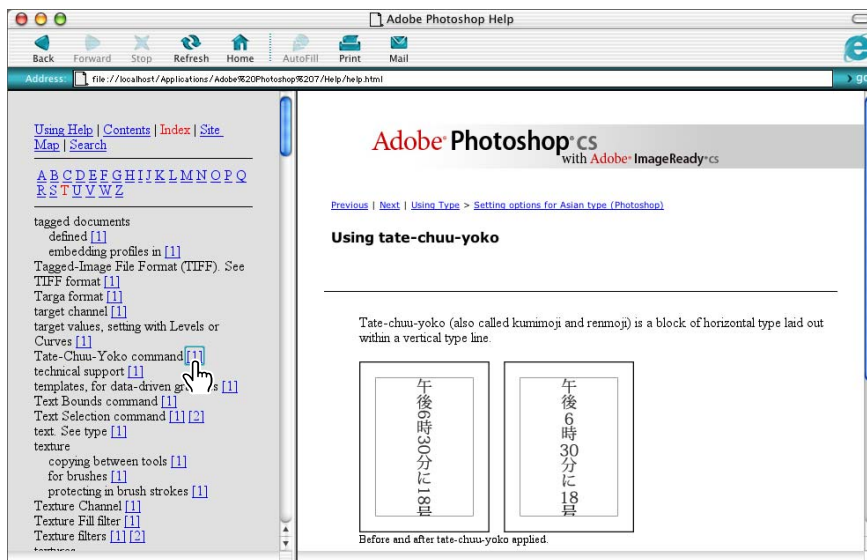 Adobe Photoshop Help
Back Forward Stop Refresh Home AutoFill Print Mail
Address: file://localhost/Applications/Adobe%20Photoshop%207/Help/help.html
Using Help | Contents | Index | Site
Map | Search
A B C D E F G H I J K L M N O P Q
R S T U V W Z
tagged documents
defined [1]
embedding profiles in [1]
Tagged-Image File Format (TIFF). See
TIFF format [1]
Targa format [1]
target channel [1]
target values, setting with Levels or
Curves [1]
Tate-Chuu-Yoko command [1]
technical support [1]
templates, for data-driven [1]
Text Bounds command [1]
Text Selection command [1] [2]
text. See type [1]
texture
copying between tools [1]
for brushes [1]
protecting in brush strokes [1]
Texture Channel [1]
Texture Fill filter [1]
Texture filters [1] [2]
Adobe Photoshop cs
with Adobe ImageReady cs
Previous | Next | Using Type > Setting options for Asian type (Photoshop)
Using tate-chuu-yoko
Tate-chuu-yoko (also called kumimoji and renmoji) is a block of horizontal type laid out
within a vertical type line.
午後6時30分に18号
午後6時30分に18号
Before and after tate-chuu-yoko applied.